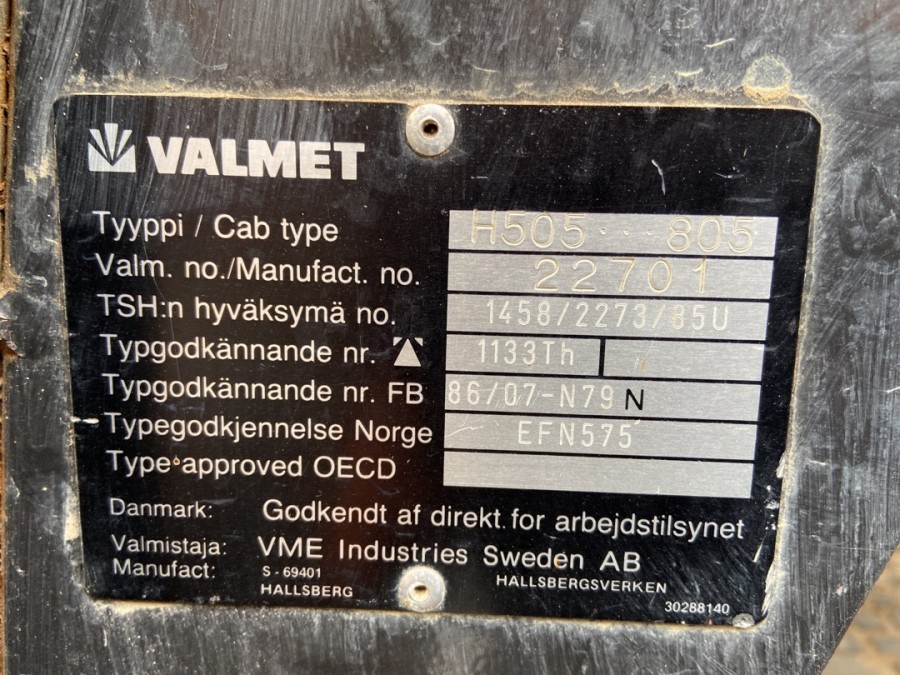 VALMET
Tyyppi / Cab type H505···805
Valm. no./Manufact. no. 22701
TSH:n hyväksymä no. 1458/2273/85U
Typgodkännande nr. 1133Th
Typgodkännande nr. FB 86/07-N79 N
Typegodkjennelse Norge EFN575
Type approved OECD
Danmark: Godkendt af direkt. for arbejdstilsynet
Valmistaja: VME Industries Sweden AB
Manufact: S - 69401 HALLSBERGSVERKEN
HALLSBERG
30288140